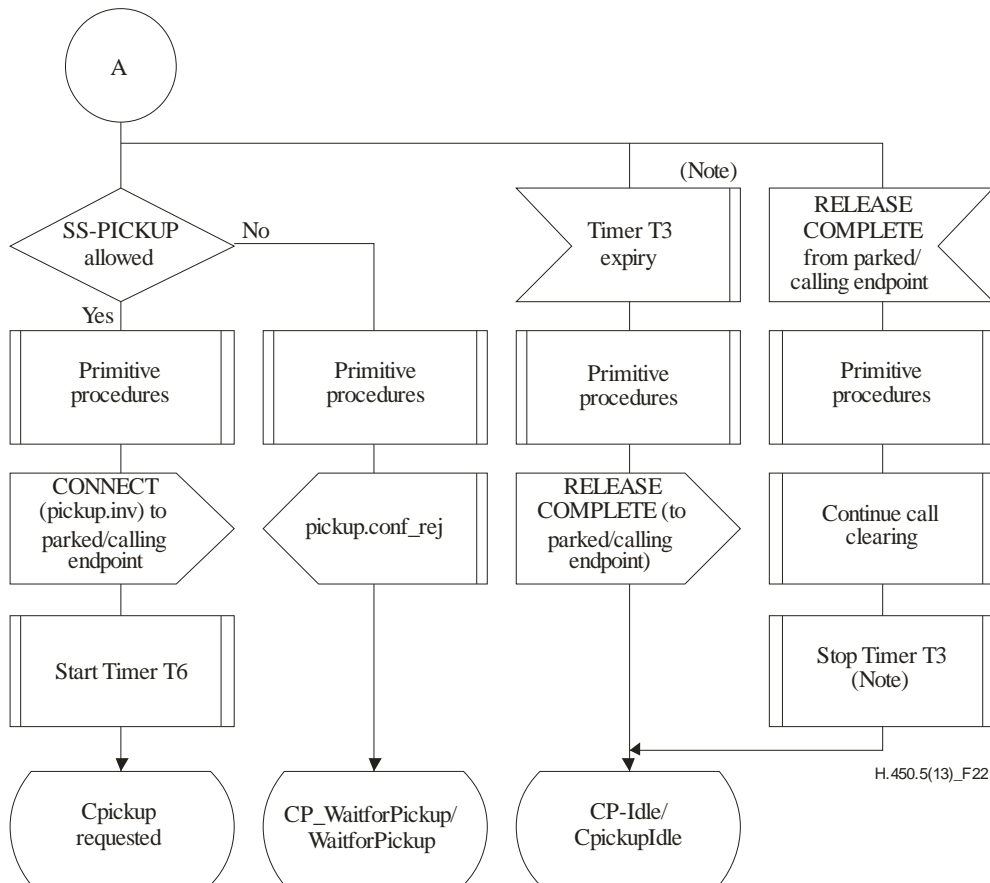 A
(Note)
SS-PICKUP
allowed
No
Yes
Timer T3
expiry
RELEASE
COMPLETE
from parked/
calling endpoint
Primitive
procedures
Primitive
procedures
Primitive
procedures
Primitive
procedures
CONNECT
(pickup.inv) to
parked/calling
endpoint
pickup.conf_rej
RELEASE
COMPLETE (to
parked/calling
endpoint)
Continue call
clearing
Start Timer T6
Stop Timer T3
(Note)
H.450.5(13)_F22
Cpickup
requested
CP_WaitforPickup/
WaitforPickup
CP-Idle/
CpickupIdle